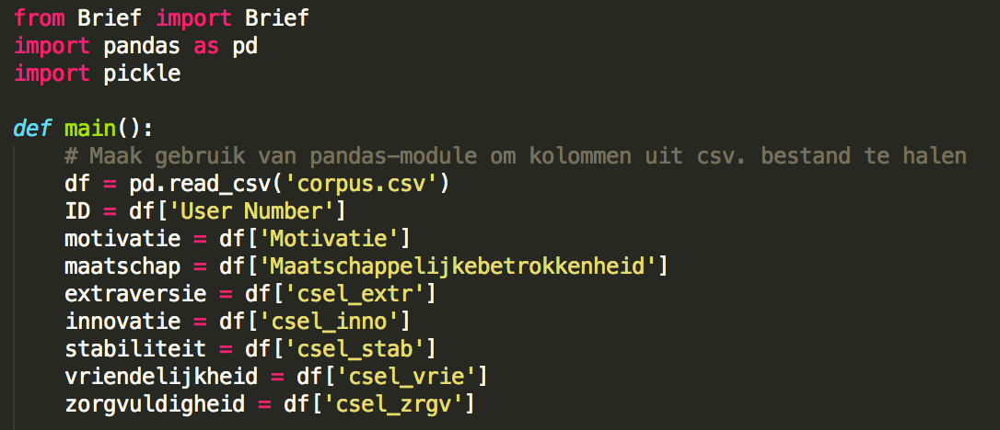 from Brief import Brief
import pandas as pd
import pickle
def main():
# Maak gebruik van pandas-module om kolommen uit csv. bestand te halen
df = pd.read_csv('corpus.csv')
ID = df['User Number']
motivatie = df['Motivatie']
maatschap = df['Maatschappelijkebetrokkenheid']
extraversie = df['csel_extr']
innovatie = df['csel_inno']
stabiliteit = df['csel_stab']
vriendelijkheid = df['csel_vrie']
zorgvuldigheid = df['csel_zrgv']